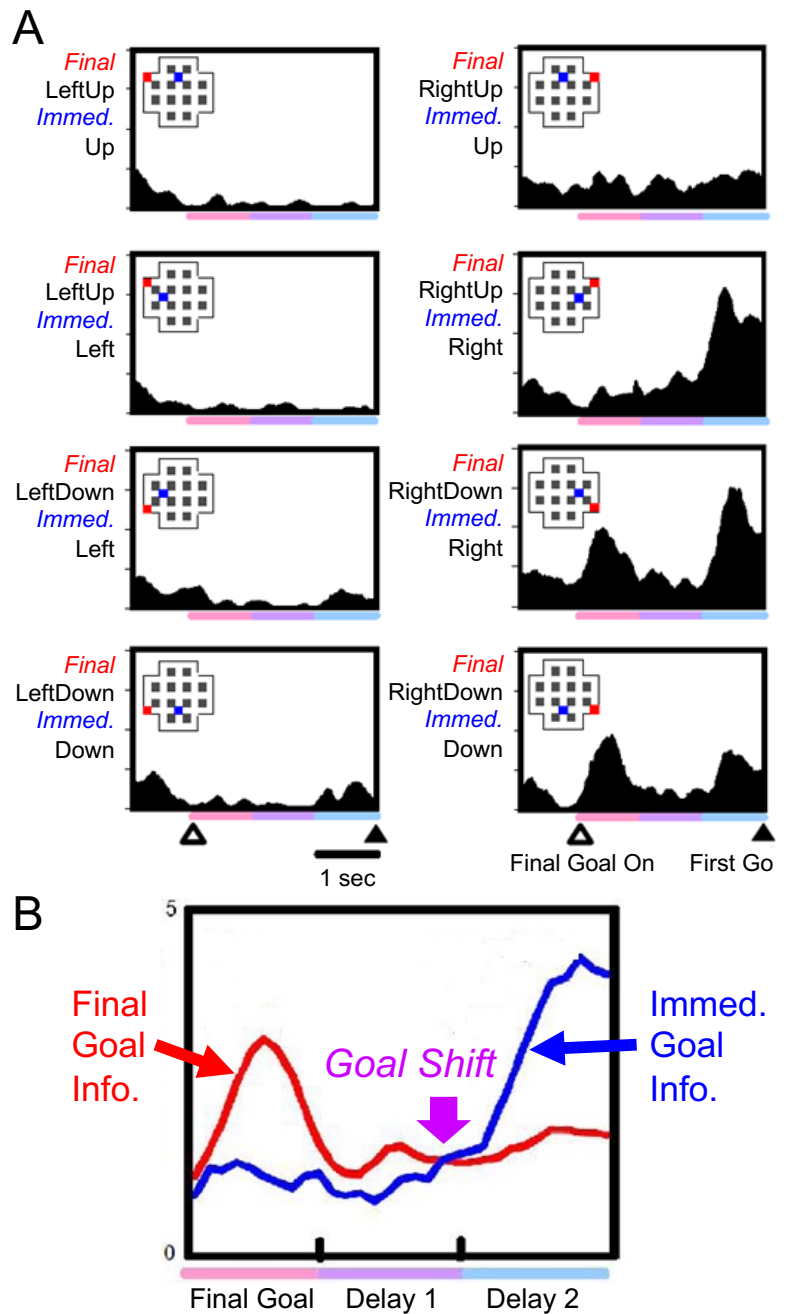 A
Final
LeftUp
Immed.
Up
Final
RightUp
Immed.
Up
Final
LeftUp
Immed.
Left
Final
RightUp
Immed.
Right
Final
LeftDown
Immed.
Left
Final
RightDown
Immed.
Right
Final
LeftDown
Immed.
Down
Final
RightDown
Immed.
Down
1 sec
Final Goal On
First Go
B
5
0
Final
Goal
Info.
Goal Shift
Immed.
Goal
Info.
Final Goal
Delay 1
Delay 2